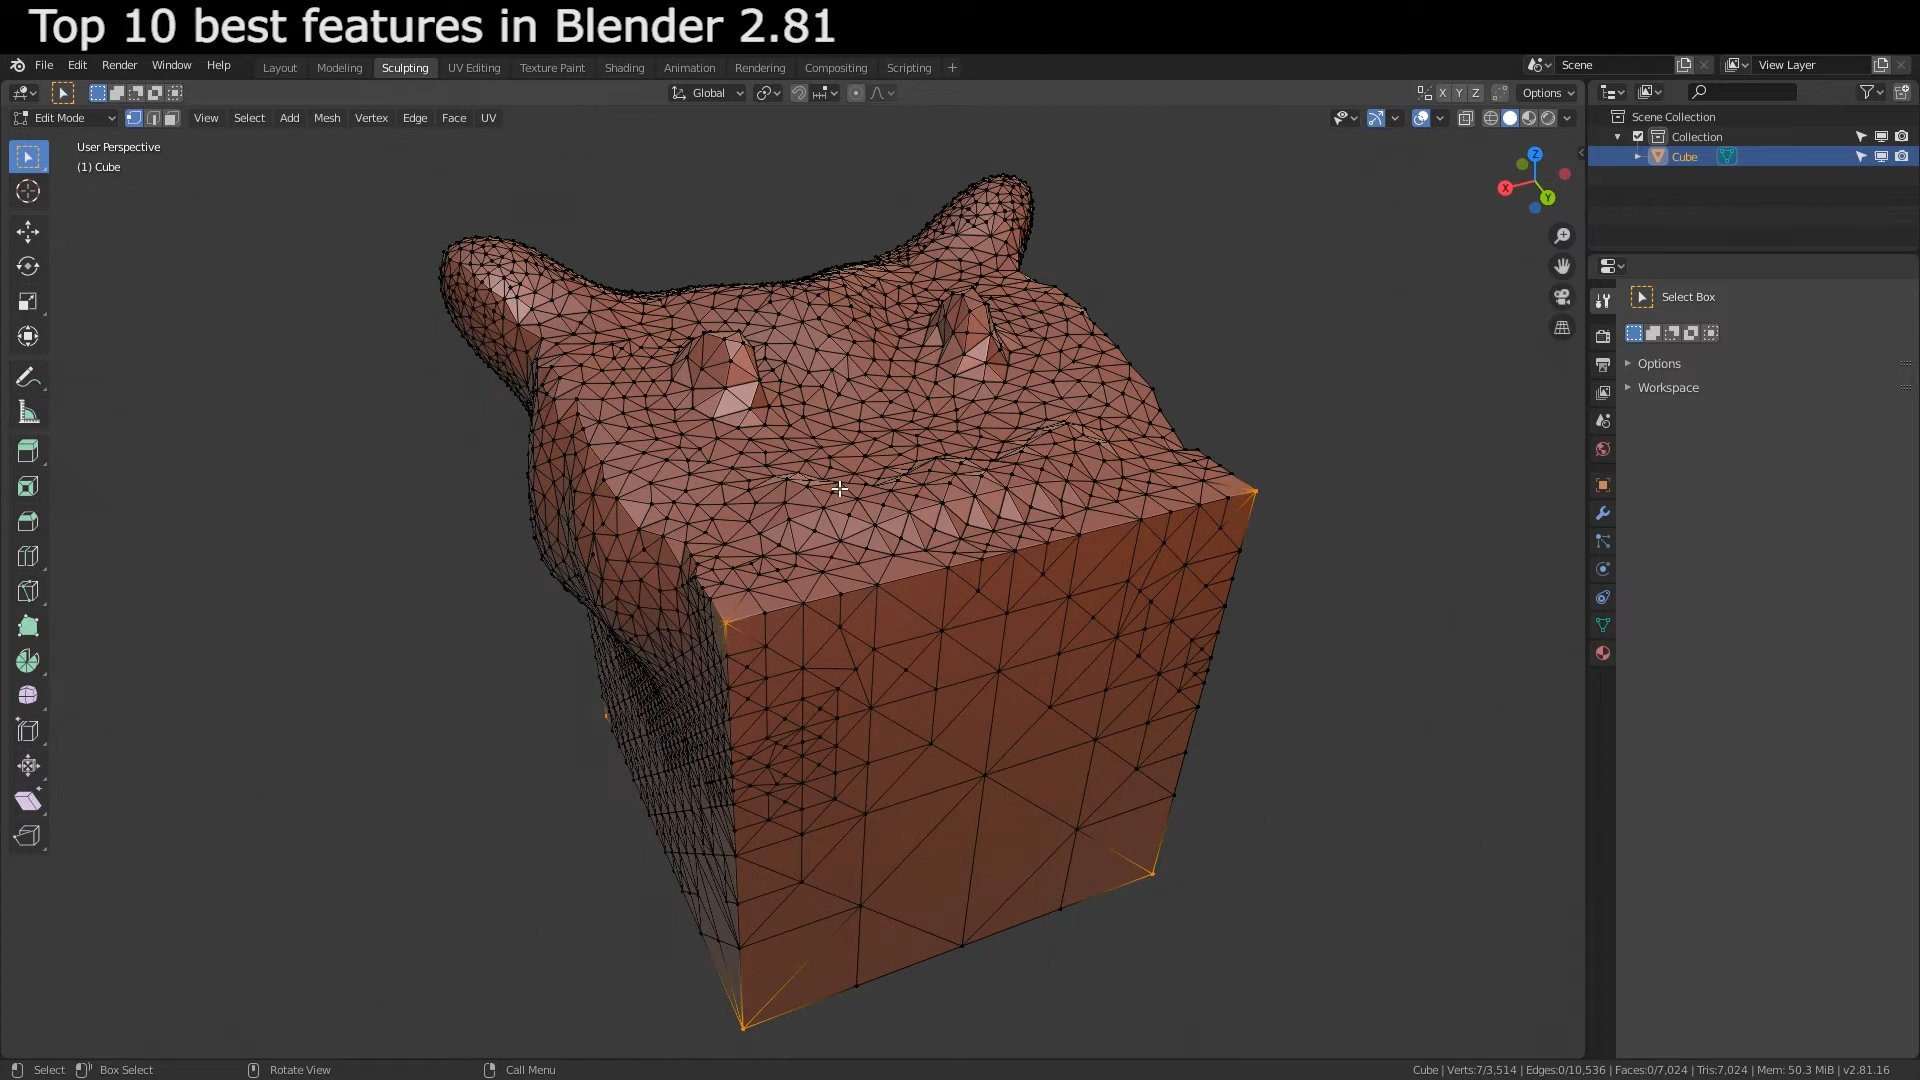 Top 10 best features in Blender 2.81
File Edit Render Window Help Layout Modeling Sculpting UV Editing Texture Paint Shading Animation Rendering Compositing Scripting + Scene View Layer
Global X Y Z Options
Edit Mode View Select Add Mesh Vertex Edge Face UV
Scene Collection
Collection
Cube
User Perspective
(1) Cube
Z
X
Y
Select Box
Options
Workspace
Select Box Select Rotate View Call Menu Cube | Verts:7/3,514 | Edges:0/10,536 | Faces:0/7,024 | Tris:7,024 | Mem: 50.3 MiB | v2.81.16